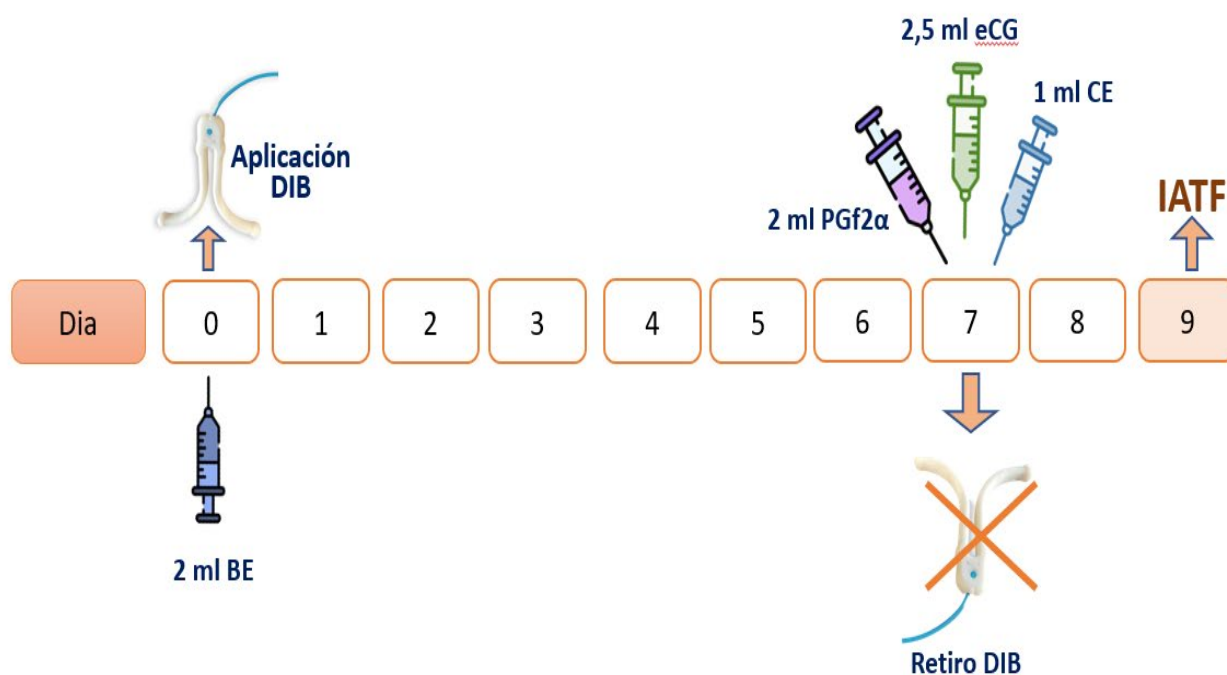 2,5 ml eCG
1 ml CE
Aplicación
DIB
2 ml PGf2α
IATF
Dia
0
1
2
3
4
5
6
7
8
9
2 ml BE
Retiro DIB